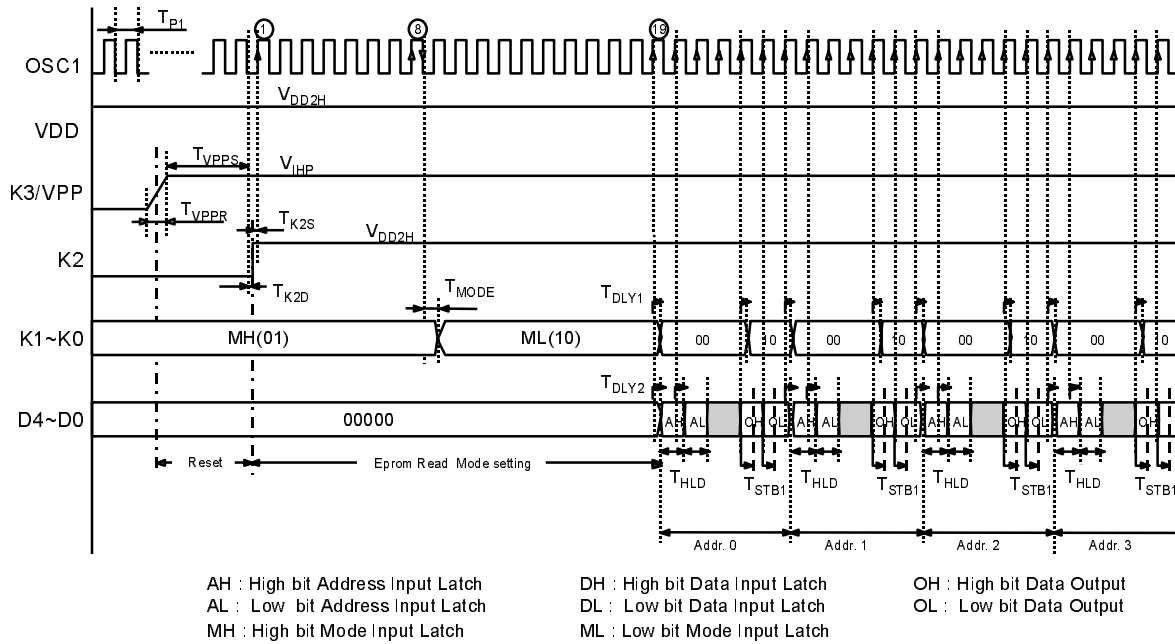 TP1
1
8
19
OSC1
VDD2H
VDD
TVPPS
VIHP
K3/VPP
TVPPR
TK2S
VDD2H
K2
TK2D
TMODE
TDLY1
K1~K0
MH(01)
ML(10)
00
10
00
10
00
10
00
10
TDLY2
D4~D0
00000
AH AL OH OL AH AL OH OL AH AL OH OL AH AL OH
Reset
Eprom Read Mode setting
THLD
TSTB1
THLD
TSTB1
THLD
TSTB1
THLD
TSTB1
Addr. 0
Addr. 1
Addr. 2
Addr. 3
AH : High bit Address Input Latch
DH : High bit Data Input Latch
OH : High bit Data Output
AL : Low bit Address Input Latch
DL : Low bit Data Input Latch
OL : Low bit Data Output
MH : High bit Mode Input Latch
ML : Low bit Mode Input Latch